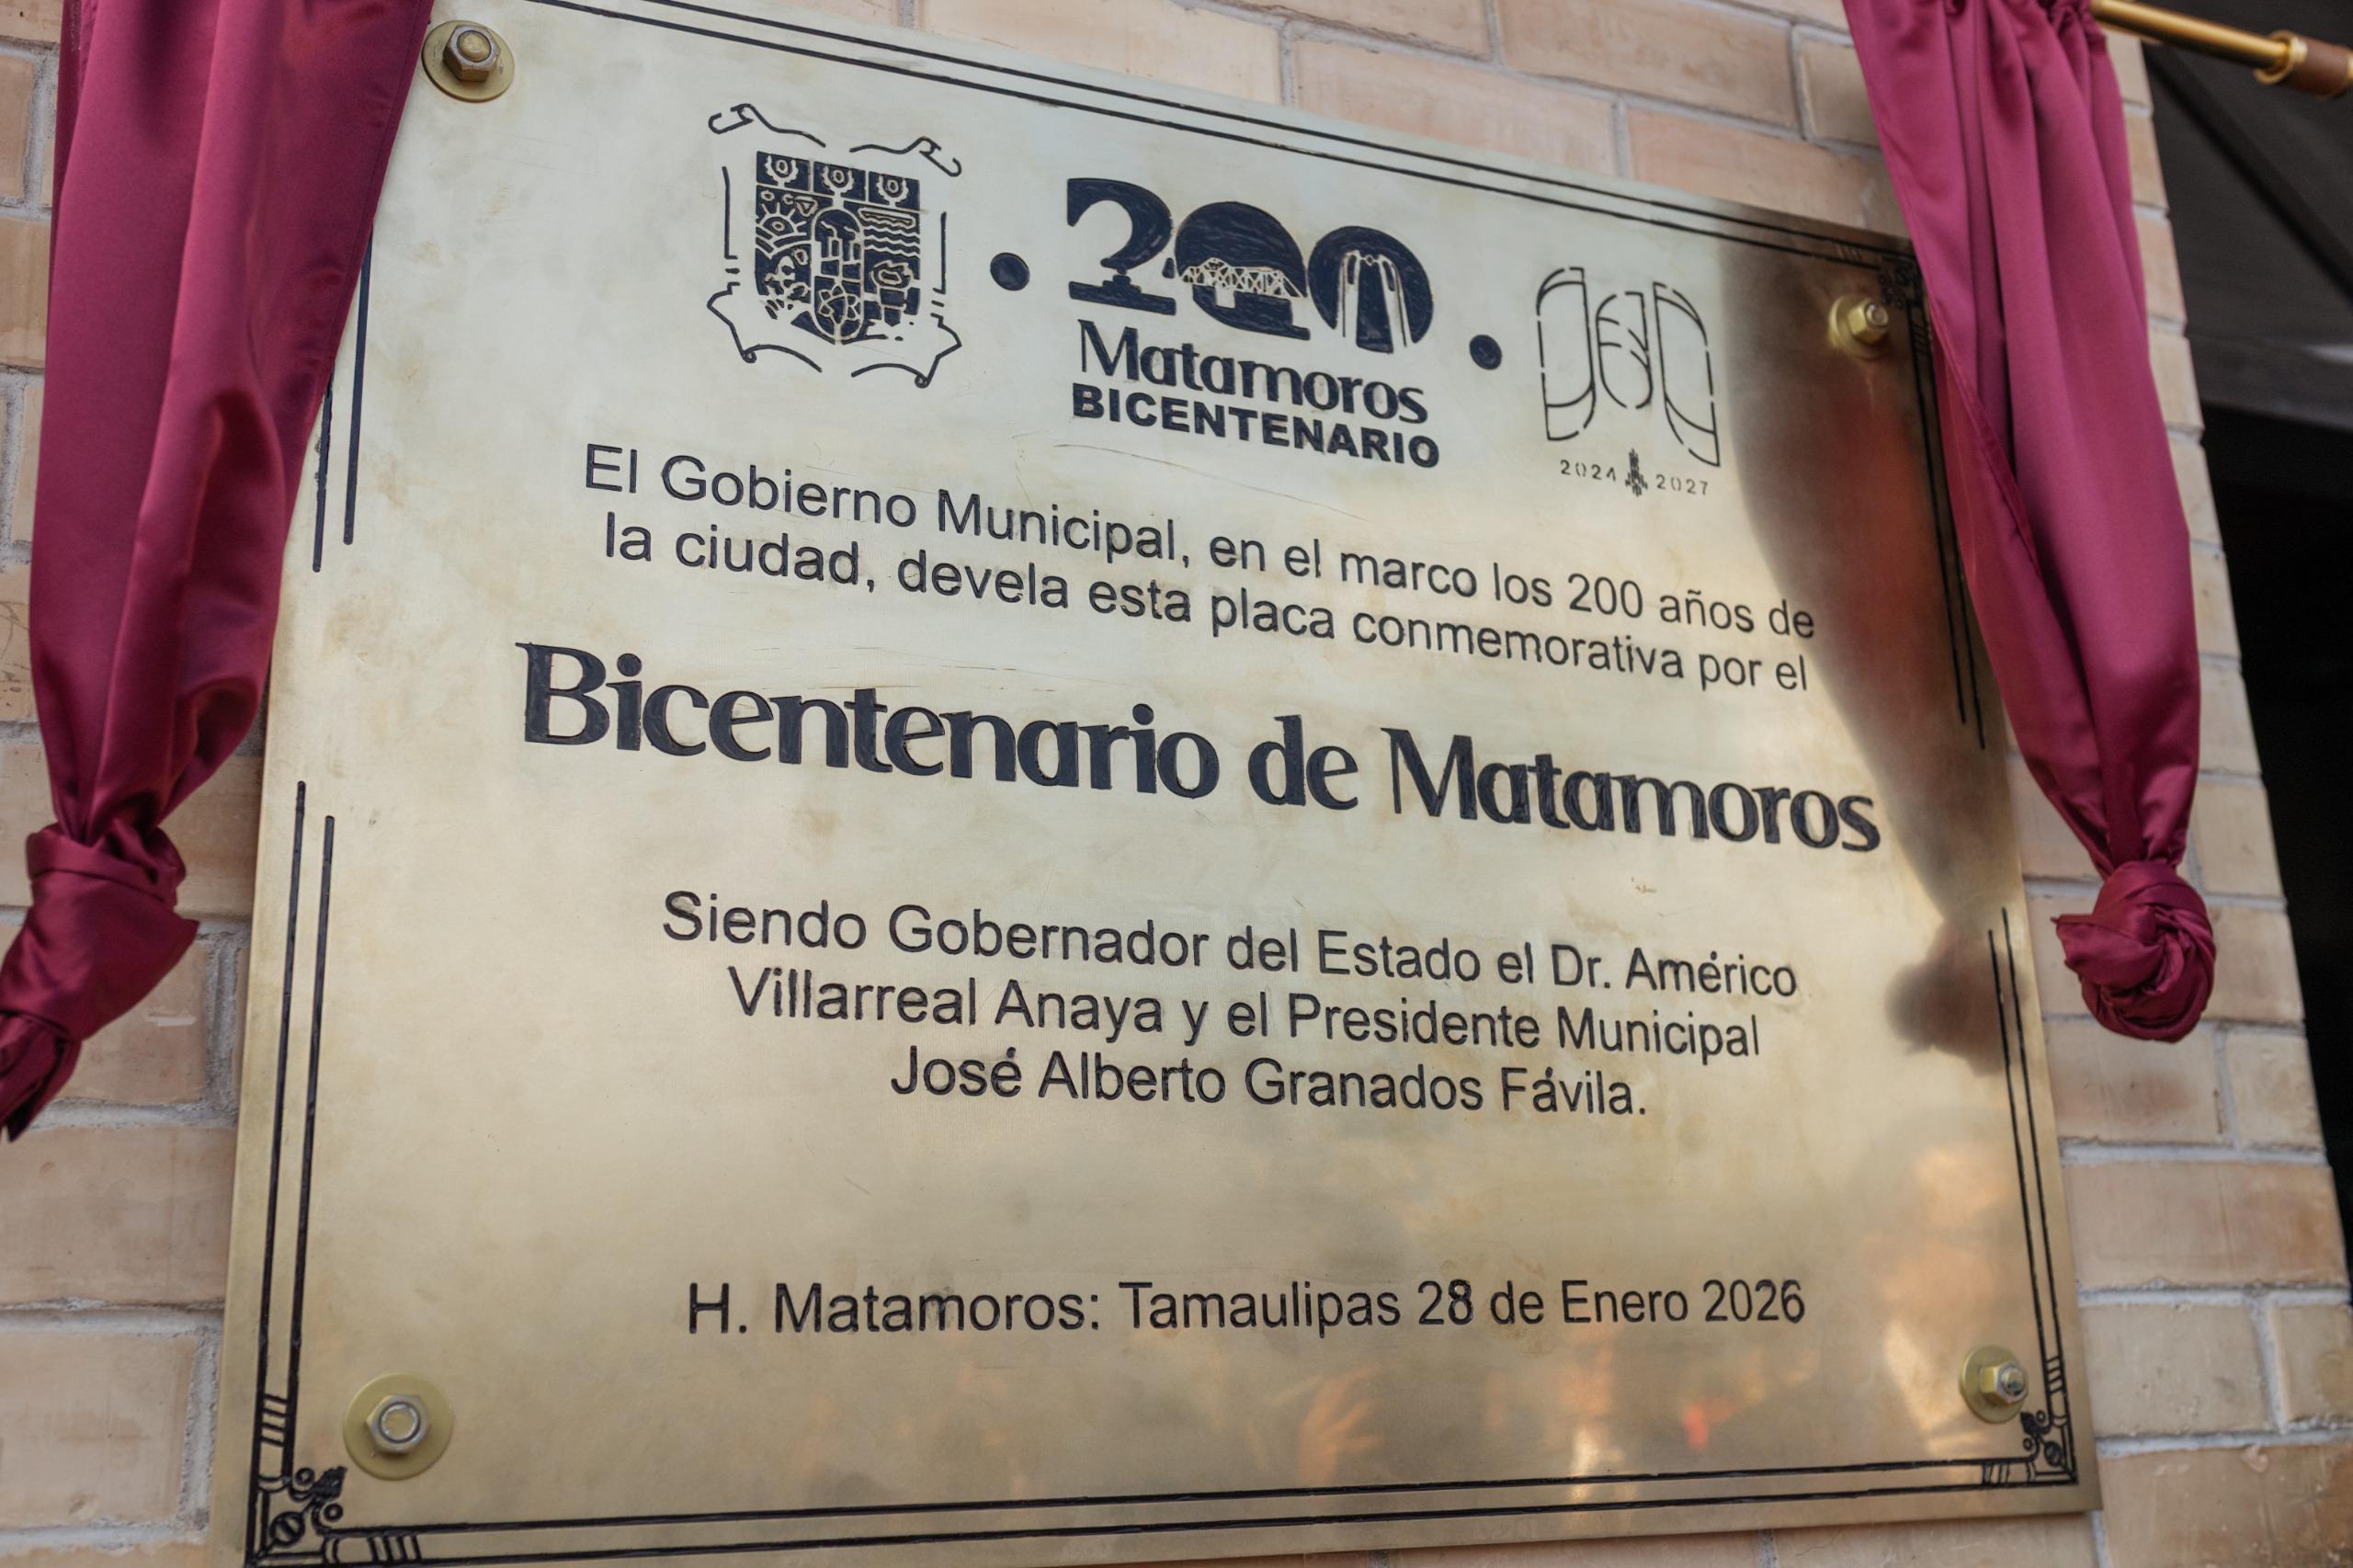 200
Matamoros
BICENTENARIO
2024 2027
El Gobierno Municipal, en el marco los 200 años de
la ciudad, devela esta placa conmemorativa por el
Bicentenario de Matamoros
Siendo Gobernador del Estado el Dr. Américo
Villarreal Anaya y el Presidente Municipal
José Alberto Granados Fávila.
H. Matamoros: Tamaulipas 28 de Enero 2026